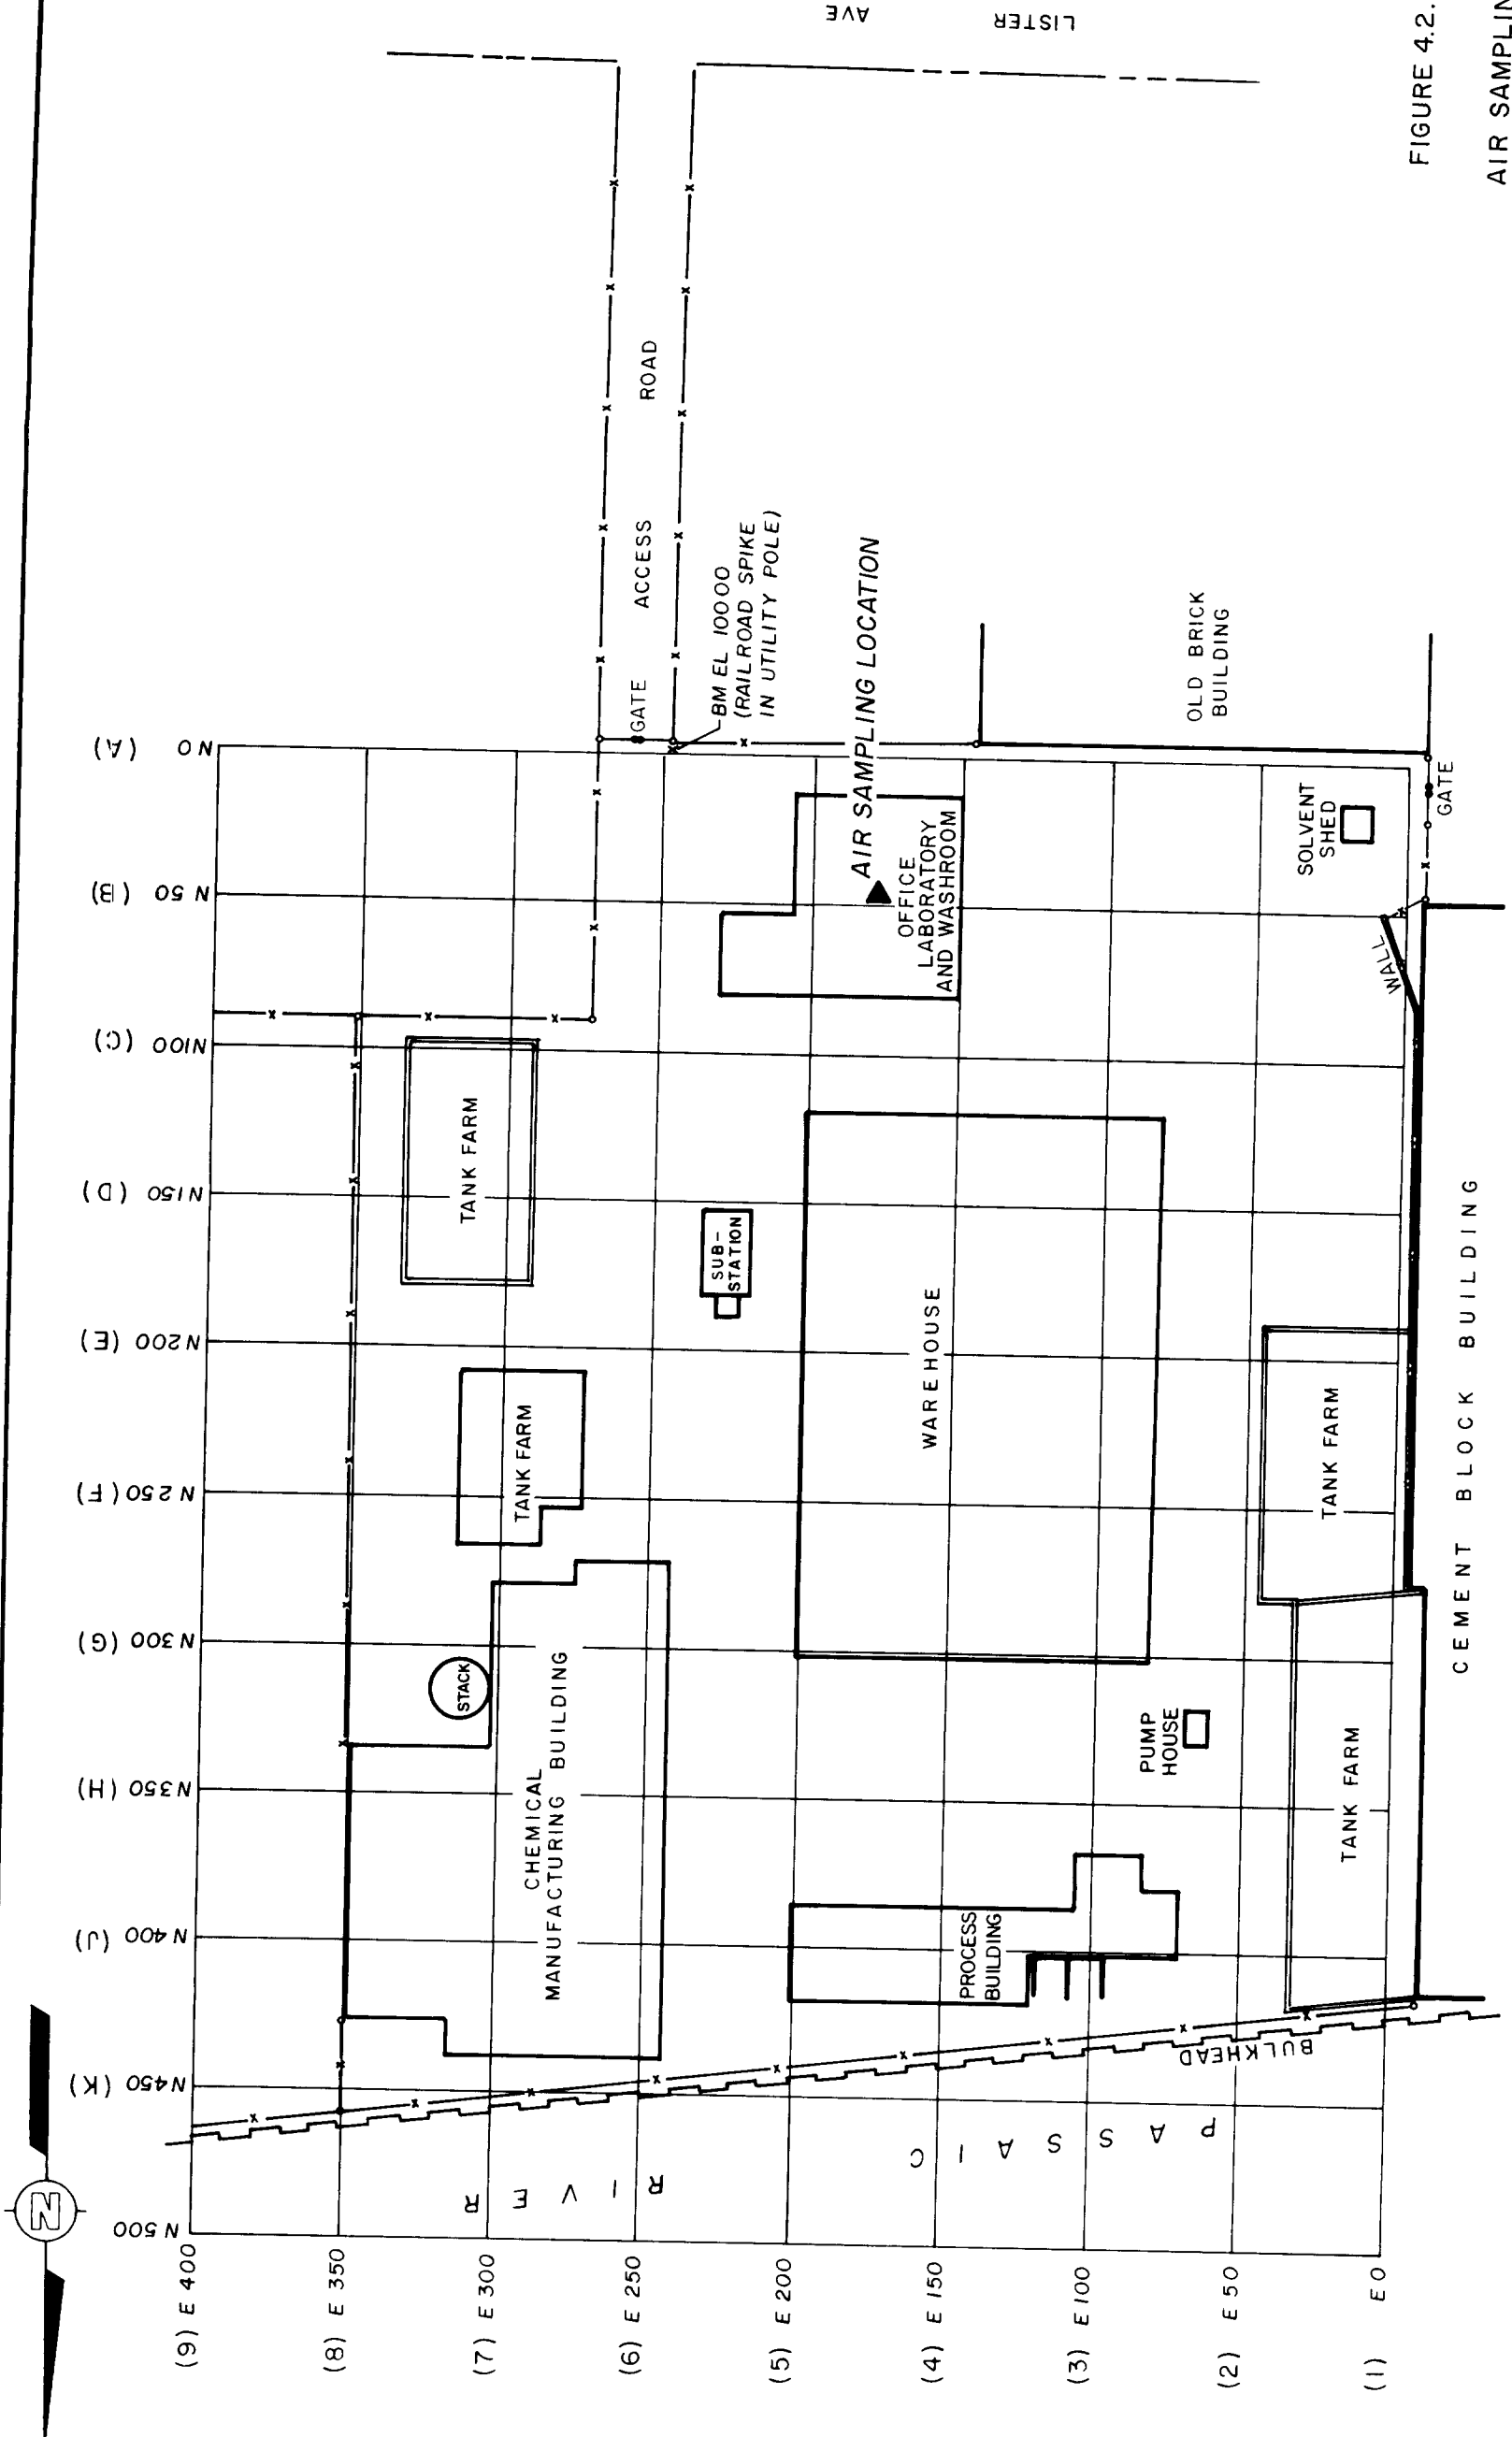 LISTER
AVE
FIGURE 4.2.
AIR SAMPLIN
ACCESS ROAD
GATE
BM EL 10000
(RAILROAD SPIKE
IN UTILITY POLE)
AIR SAMPLING LOCATION
OLD BRICK
BUILDING
N 0 (A)
N 50 (B)
N100 (C)
N150 (D)
N200 (E)
N 250 (F)
N 300 (G)
N350 (H)
N 400 (J)
N450 (K)
N 500
OFFICE
LABORATORY
AND WASHROOM
SOLVENT
SHED
GATE
WALL
TANK FARM
SUB-
STATION
WAREHOUSE
TANK FARM
TANK FARM
CEMENT BLOCK BUILDING
STACK
CHEMICAL
MANUFACTURING BUILDING
PUMP
HOUSE
TANK FARM
PROCESS
BUILDING
BULKHEAD
PASSAIC
RIVER
N
(9) E 400
(8) E 350
(7) E 300
(6) E 250
(5) E 200
(4) E 150
(3) E 100
(2) E 50
(1) E 0